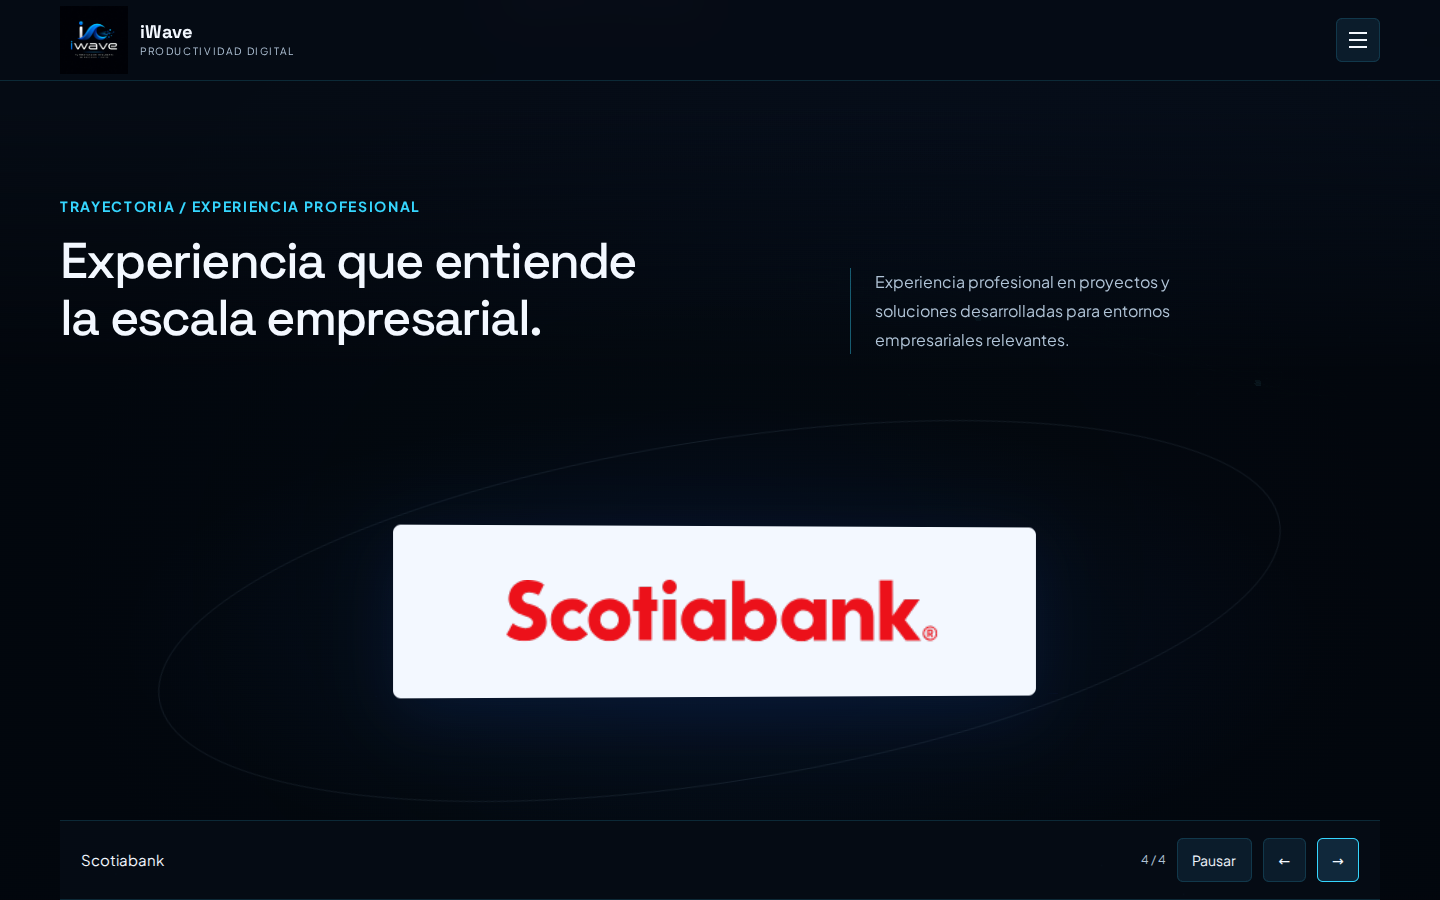 iwave
iWave
PRODUCTIVIDAD DIGITAL
TRAYECTORIA / EXPERIENCIA PROFESIONAL
Experiencia que entiende
la escala empresarial.
Experiencia profesional en proyectos y
soluciones desarrolladas para entornos
empresariales relevantes.
Scotiabank®
Scotiabank
4 / 4
Pausar
←
→